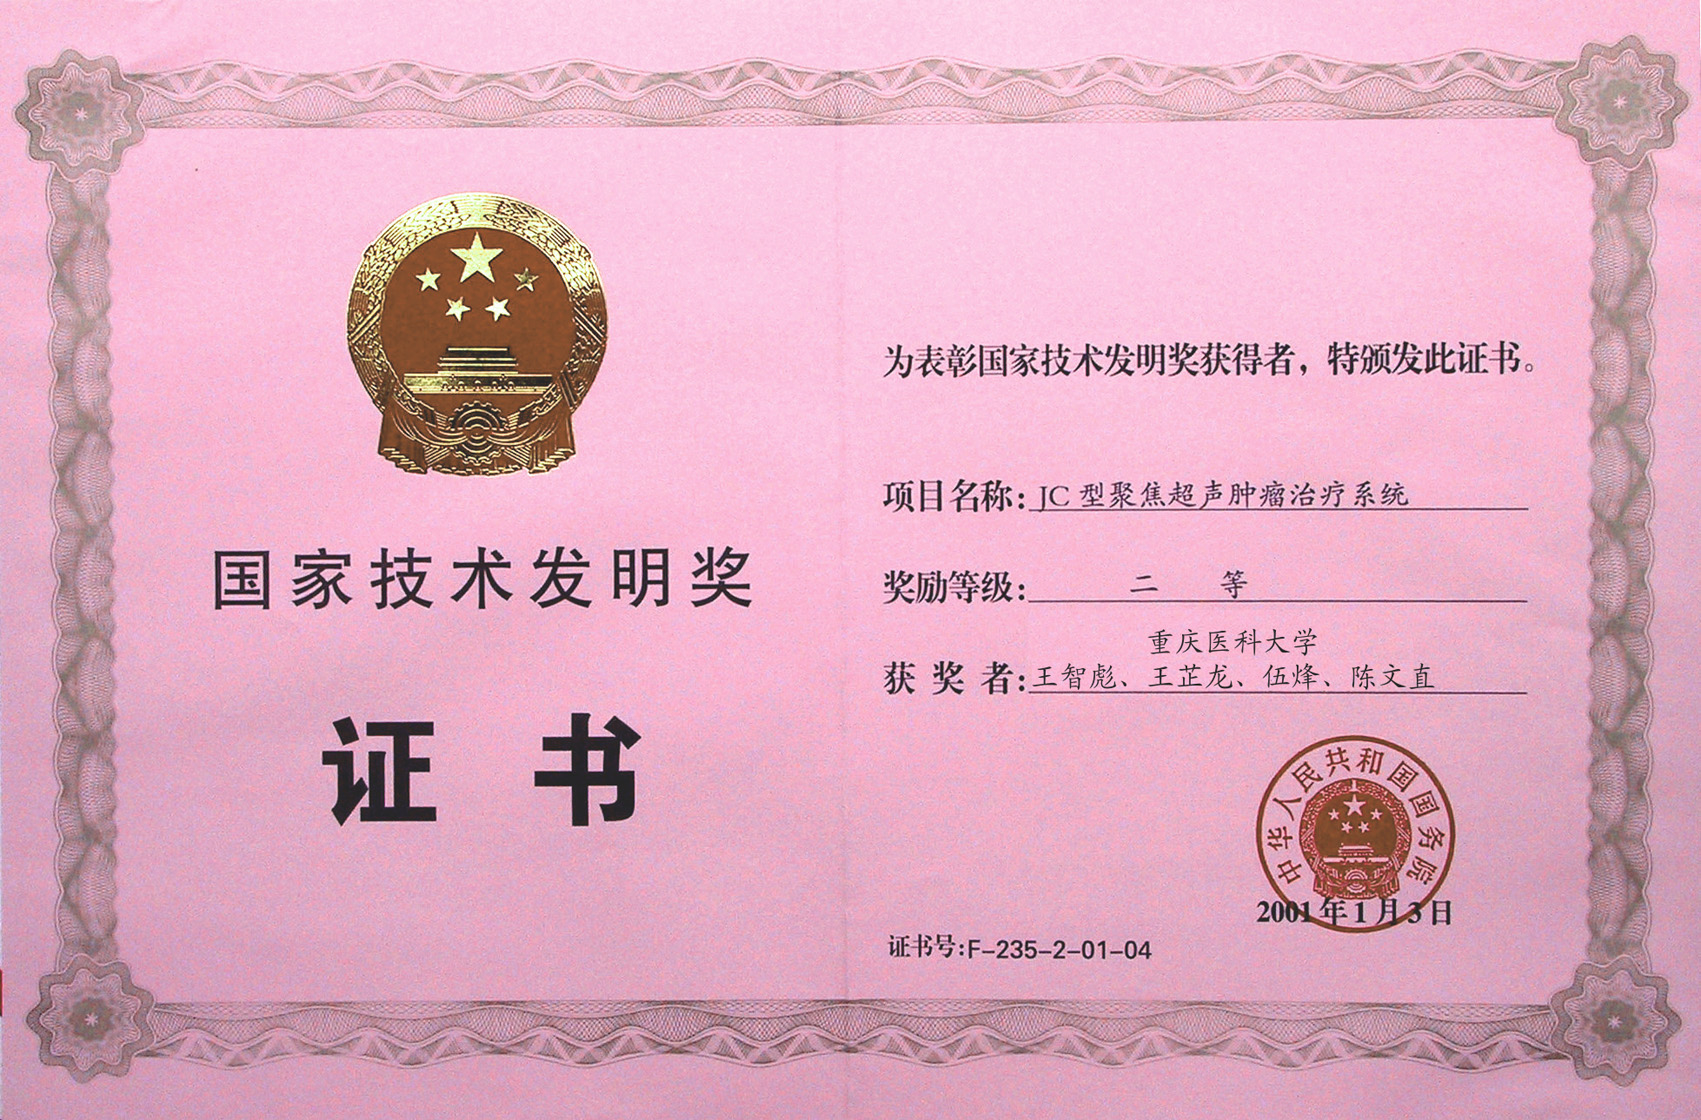 国家技术发明奖
证书
为表彰国家技术发明奖获得者，特颁发此证书。
项目名称：JC型聚焦超声肿瘤治疗系统
奖励等级：二 等
重庆医科大学
获奖者：王智彪、王芷龙、伍烽、陈文直
中华人民共和国国务院
2001年1月3日
证书号：F-235-2-01-04